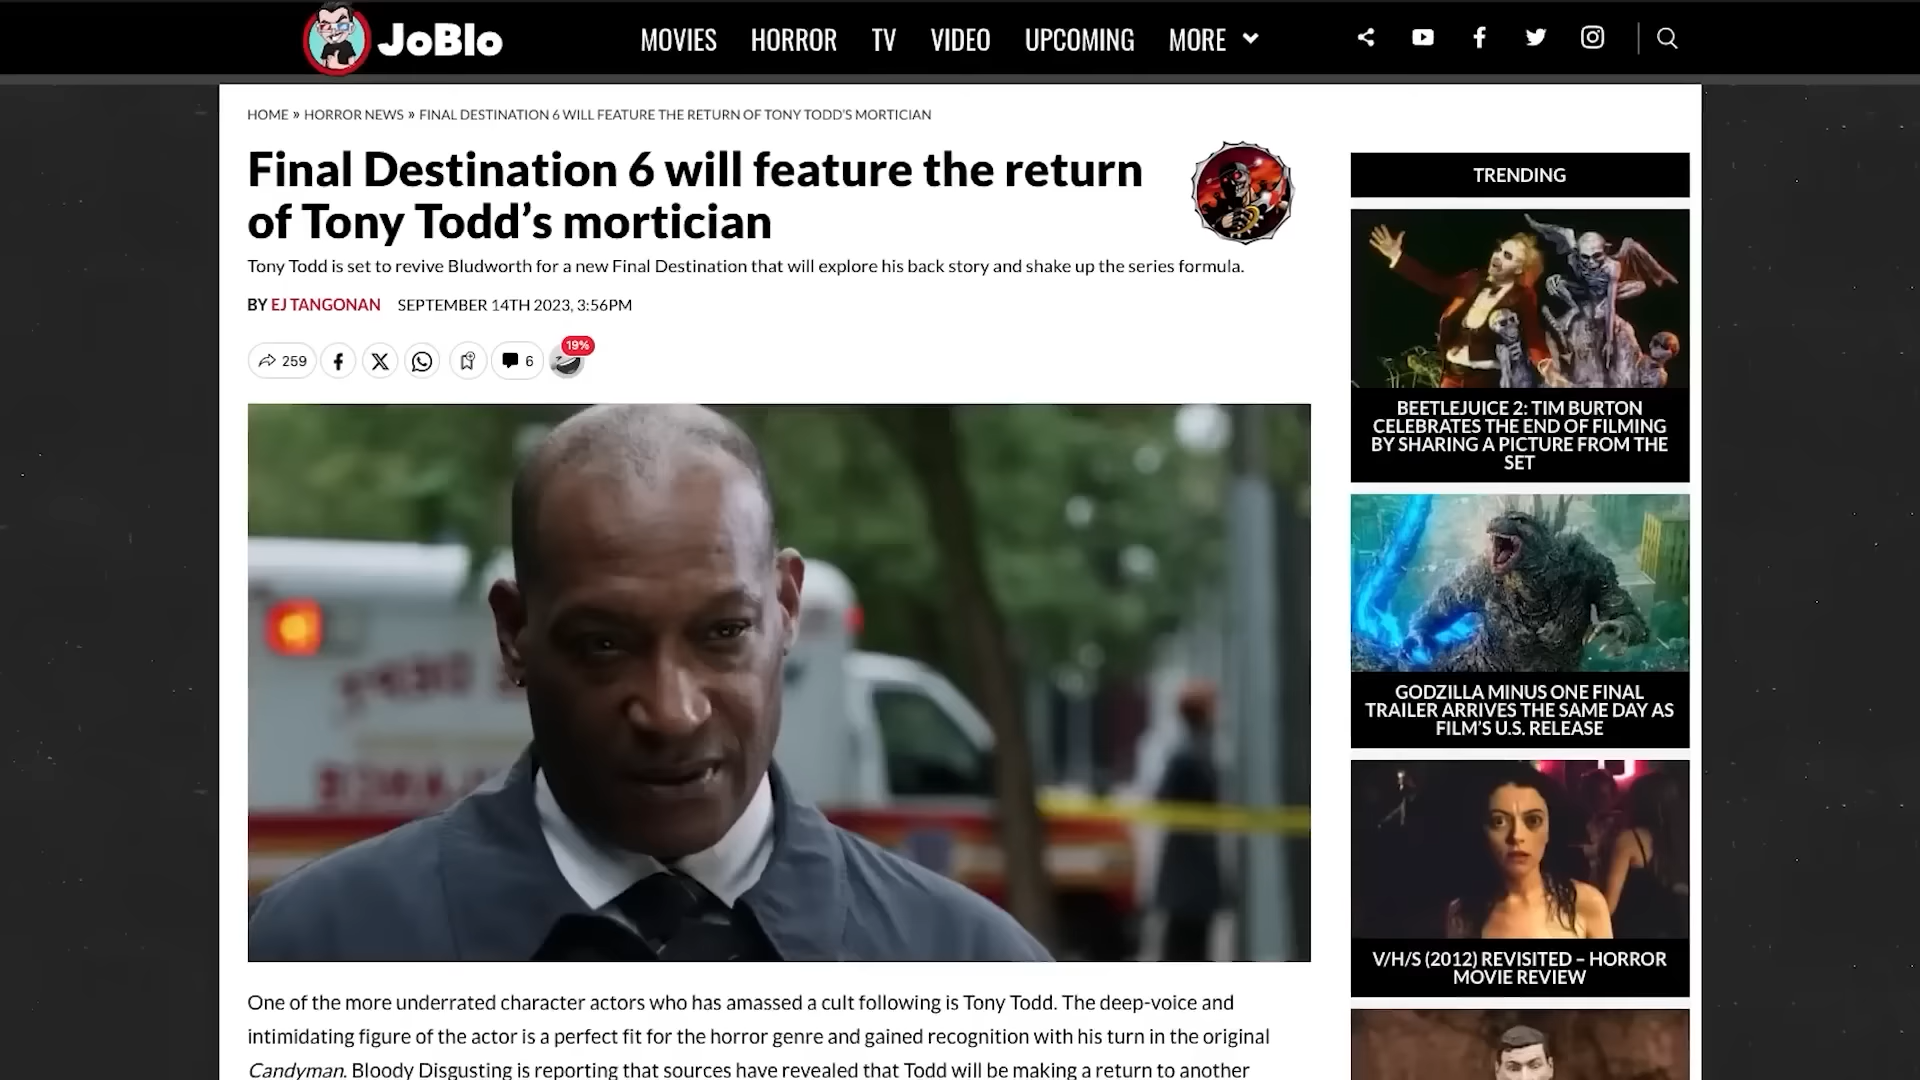 JoBlo
MOVIES HORROR TV VIDEO UPCOMING MORE
HOME » HORROR NEWS » FINAL DESTINATION 6 WILL FEATURE THE RETURN OF TONY TODD'S MORTICIAN
Final Destination 6 will feature the return
of Tony Todd’s mortician
Tony Todd is set to revive Bludworth for a new Final Destination that will explore his back story and shake up the series formula.
BY EJ TANGONAN SEPTEMBER 14TH 2023, 3:56PM
259
6
19%
One of the more underrated character actors who has amassed a cult following is Tony Todd. The deep-voice and
intimidating figure of the actor is a perfect fit for the horror genre and gained recognition with his turn in the original
Candyman. Bloody Disgusting is reporting that sources have revealed that Todd will be making a return to another
TRENDING
BEETLEJUICE 2: TIM BURTON
CELEBRATES THE END OF FILMING
BY SHARING A PICTURE FROM THE
SET
GODZILLA MINUS ONE FINAL
TRAILER ARRIVES THE SAME DAY AS
FILM’S U.S. RELEASE
V/H/S (2012) REVISITED – HORROR
MOVIE REVIEW